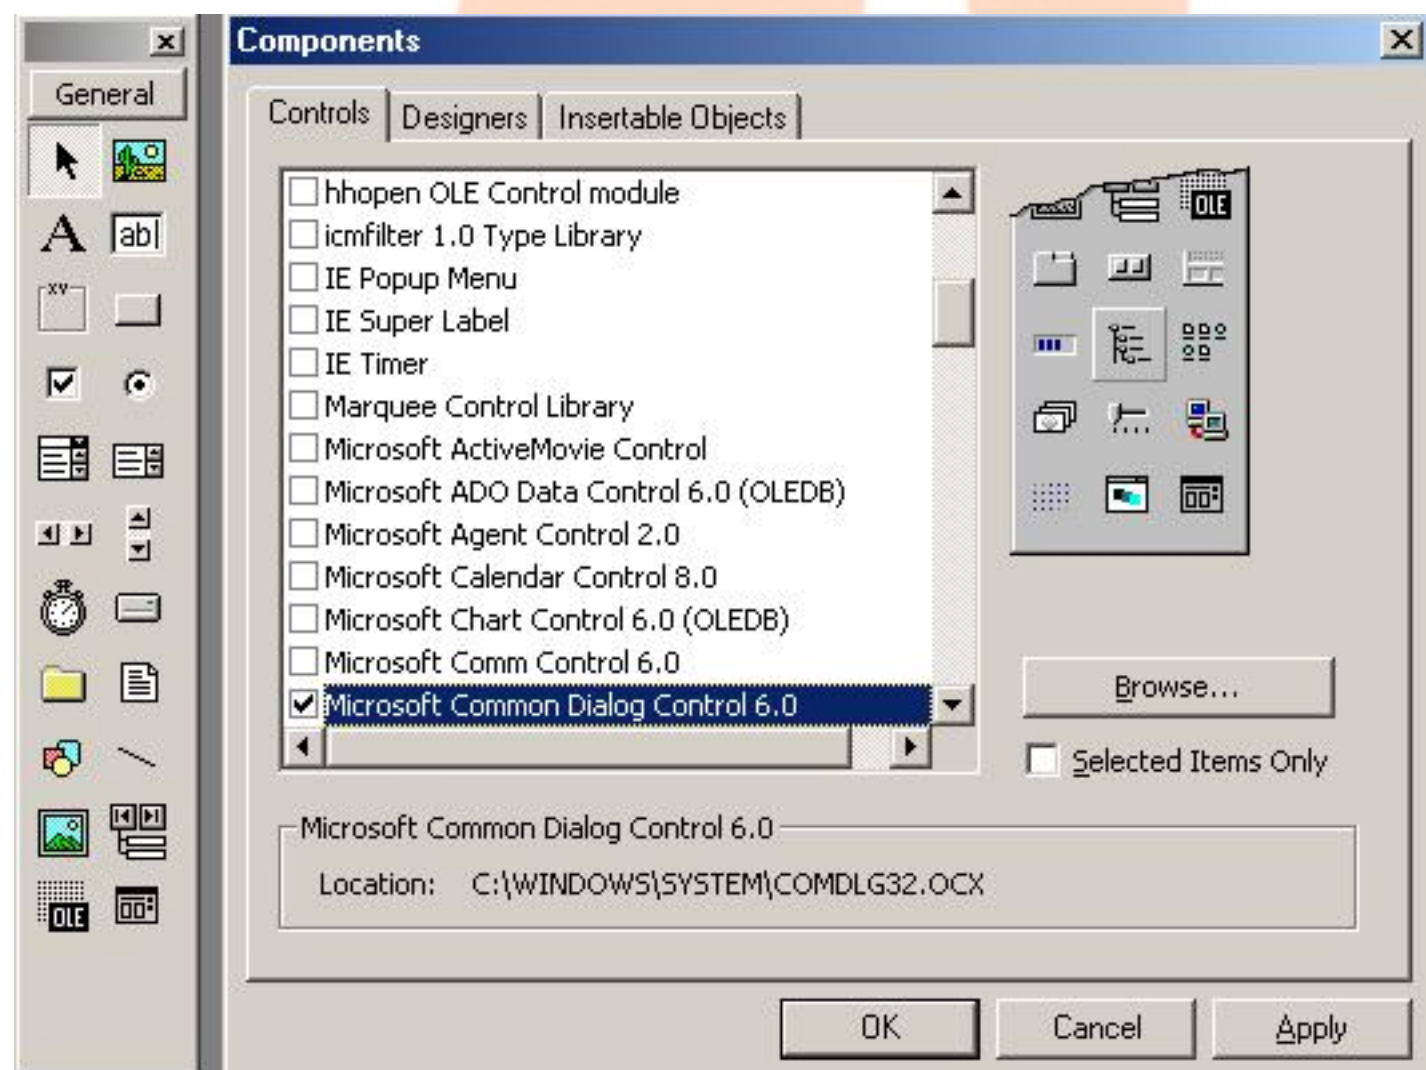 Components
General
Controls
Designers
Insertable Objects
A
ab
xv
OLE
hhopen OLE Control module
icmfilter 1.0 Type Library
IE Popup Menu
IE Super Label
IE Timer
Marquee Control Library
Microsoft ActiveMovie Control
Microsoft ADO Data Control 6.0 (OLEDB)
Microsoft Agent Control 2.0
Microsoft Calendar Control 8.0
Microsoft Chart Control 6.0 (OLEDB)
Microsoft Comm Control 6.0
Microsoft Common Dialog Control 6.0
OLE
Browse...
Selected Items Only
Microsoft Common Dialog Control 6.0
Location: C:\WINDOWS\SYSTEM\COMDLG32.OCX
OK
Cancel
Apply